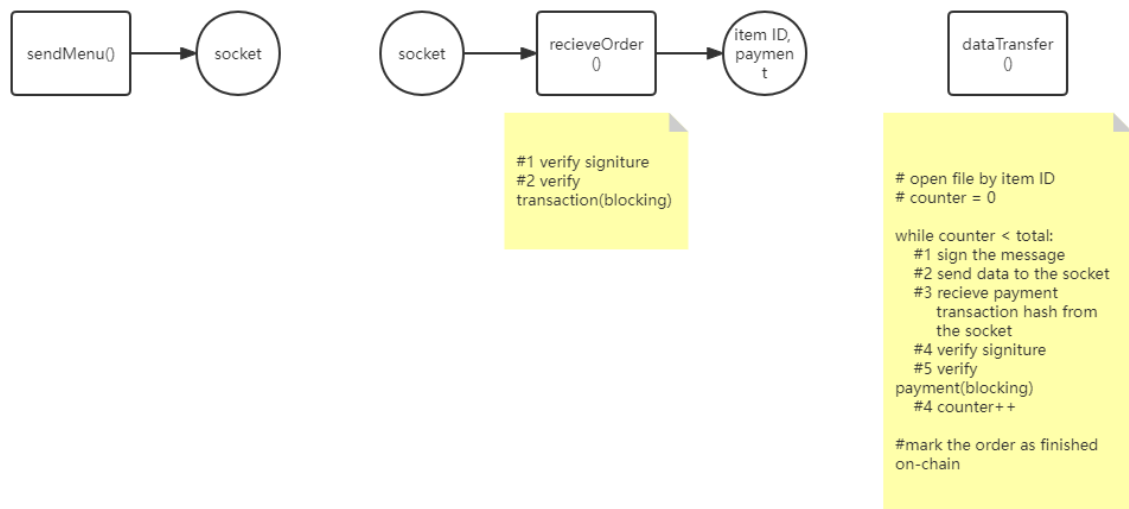 sendMenu()
socket
socket
recieveOrder
()
item ID,
paymen
t
dataTransfer
()
#1 verify signiture
#2 verify
transaction(blocking)
# open file by item ID
# counter = 0
while counter < total:
#1 sign the message
#2 send data to the socket
#3 recieve payment
transaction hash from
the socket
#4 verify signiture
#5 verify
payment(blocking)
#4 counter++
#mark the order as finished
on-chain